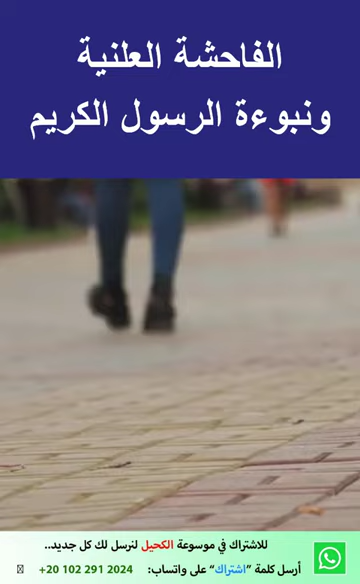 الفاحشة العلنية
ونبوءة الرسول الكريم
للاشتراك في موسوعة الكحيل لنرسل لك كل جديد..
أرسل كلمة "اشتراك" على واتساب: +20 102 291 2024